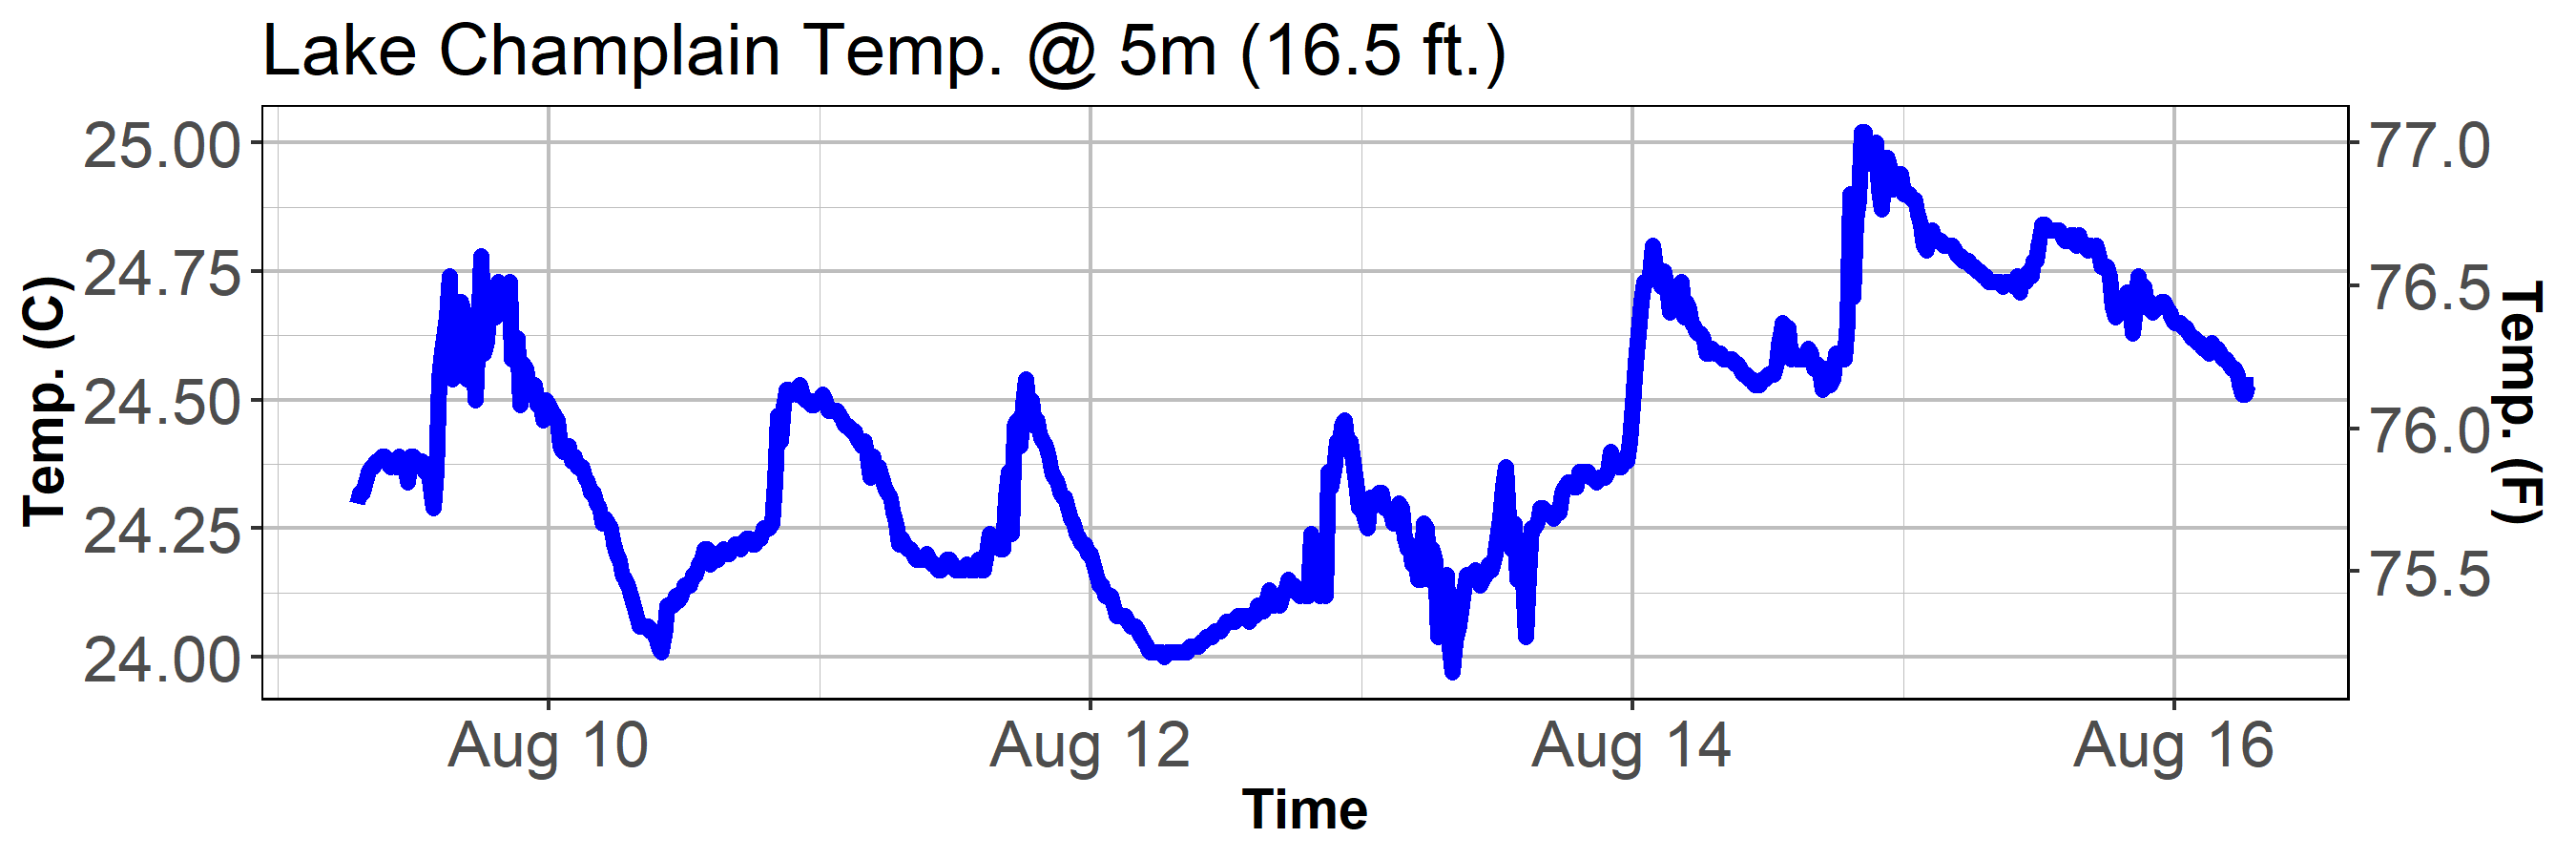 Lake Champlain Temp. @ 5m (16.5 ft.)
Temp. (C)
25.00
24.75
24.50
24.25
24.00
77.0
76.5
76.0
75.5
Temp. (F)
Aug 10 Aug 12 Aug 14 Aug 16
Time